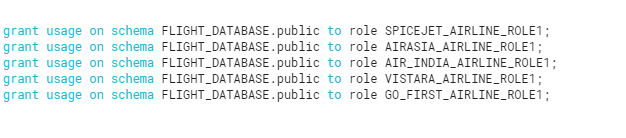 grant usage on schema FLIGHT_DATABASE.public to role SPICEJET_AIRLINE_ROLE1;
grant usage on schema FLIGHT_DATABASE.public to role AIRASIA_AIRLINE_ROLE1;
grant usage on schema FLIGHT_DATABASE.public to role AIR_INDIA_AIRLINE_ROLE1;
grant usage on schema FLIGHT_DATABASE.public to role VISTARA_AIRLINE_ROLE1;
grant usage on schema FLIGHT_DATABASE.public to role GO_FIRST_AIRLINE_ROLE1;